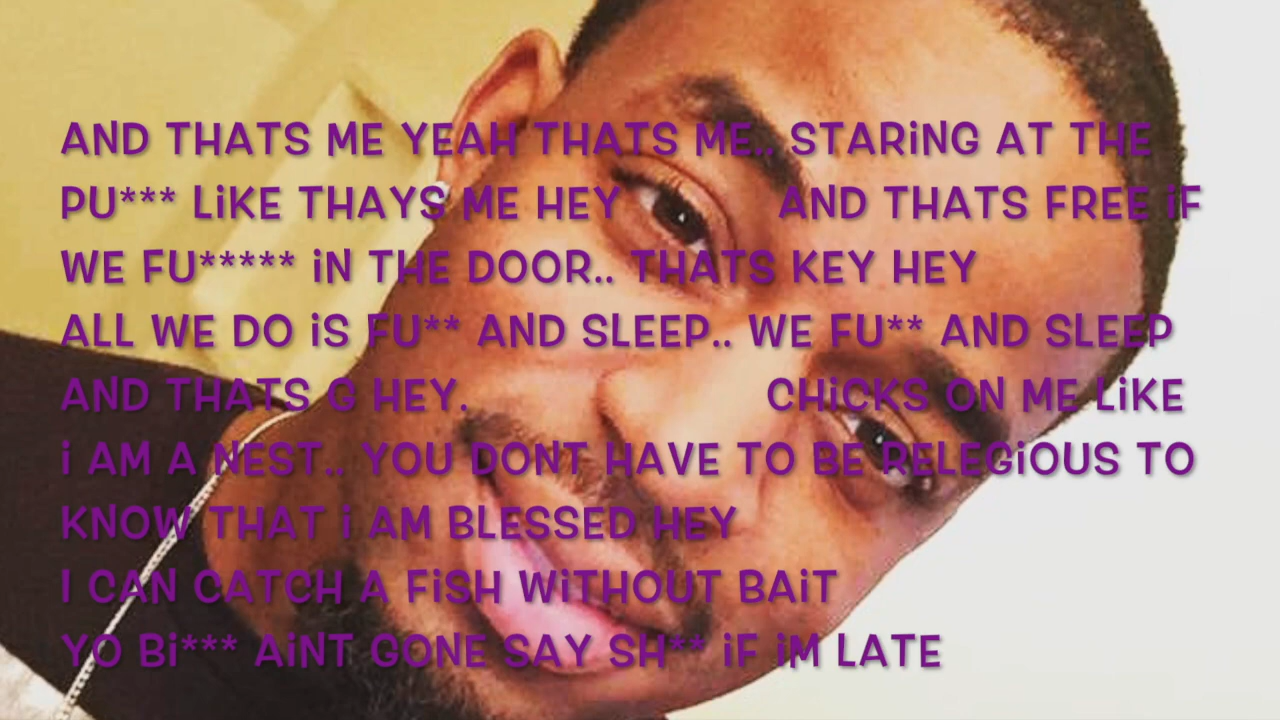 AND THATS ME YEAH THATS ME.. STARiNG AT THE
PU*** LiKE THAYS ME HEY AND THATS FREE iF
WE FU***** iN THE DOOR.. THATS KEY HEY
ALL WE DO iS FU** AND SLEEP.. WE FU** AND SLEEP
AND THATS G HEY. CHiCKS ON ME LiKE
i AM A NEST.. YOU DONT HAVE TO BE RELEGiOUS TO
KNOW THAT i AM BLESSED HEY
I CAN CATCH A FiSH WiTHOUT BAiT
YO Bi*** AiNT GONE SAY SH** iF iM LATE